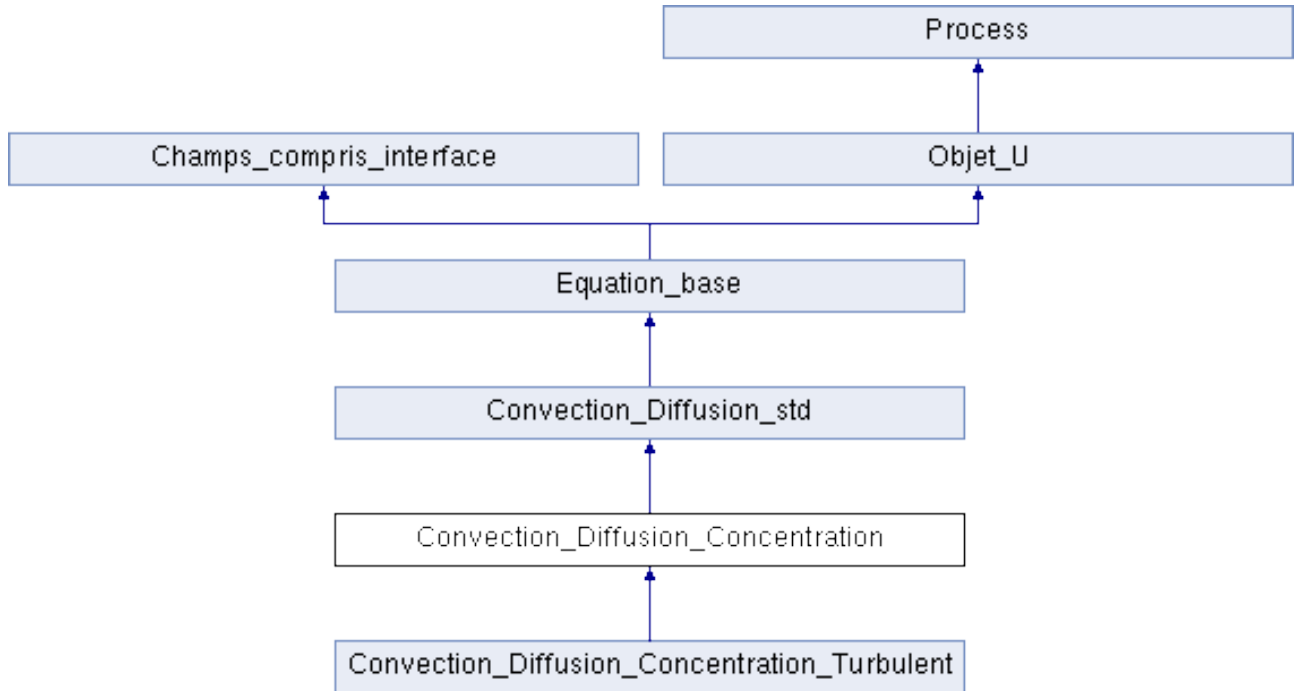 Process
Champs_compris_interface
Objet_U
Equation_base
Convection_Diffusion_std
Convection_Diffusion_Concentration
Convection_Diffusion_Concentration_Turbulent